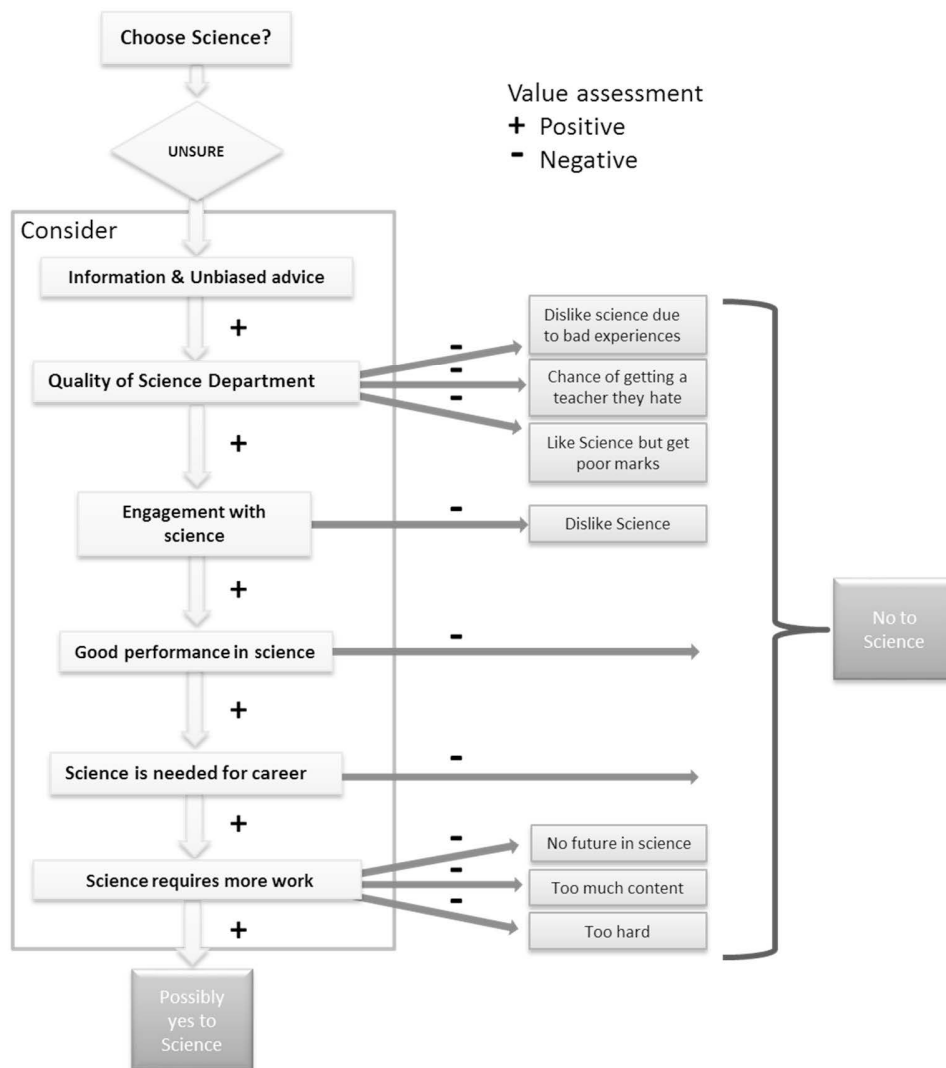 Choose Science?
Value assessment
+ Positive
- Negative
UNSURE
Consider
Information & Unbiased advice
+
Quality of Science Department
-
-
-
Dislike science due
to bad experiences
Chance of getting a
teacher they hate
Like Science but get
poor marks
+
Engagement with
science
-
Dislike Science
+
Good performance in science
-
No to
Science
+
Science is needed for career
-
+
Science requires more work
-
-
-
No future in science
Too much content
Too hard
+
Possibly
yes to
Science